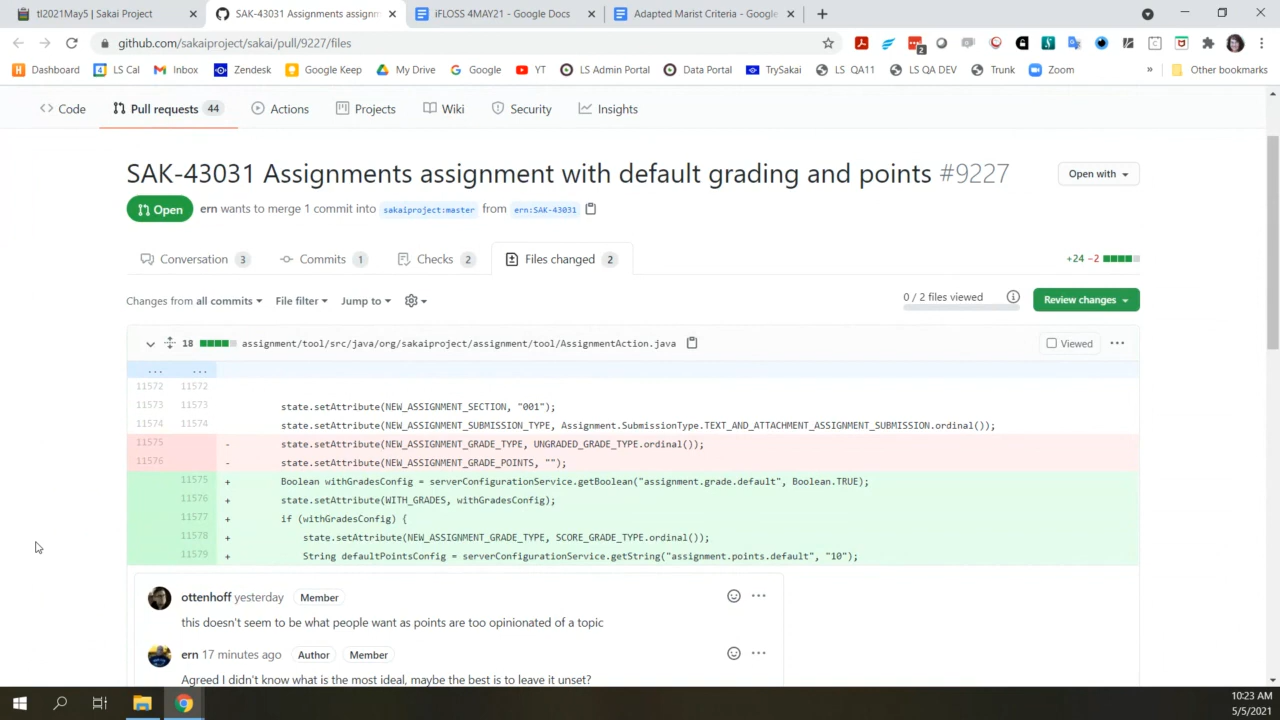 tl2021May5 | Sakai Project
SAK-43031 Assignments assignm
iFLOSS 4MAY21 - Google Docs
Adapted Marist Criteria - Google
github.com/sakaiproject/sakai/pull/9227/files
Dashboard
LS Cal
Inbox
Zendesk
Google Keep
My Drive
Google
YT
LS Admin Portal
Data Portal
TrySakai
LS QA11
LS QA DEV
Trunk
Zoom
»
Other bookmarks
Code
Pull requests 44
Actions
Projects
Wiki
Security
Insights
SAK-43031 Assignments assignment with default grading and points #9227
Open with
Open
ern wants to merge 1 commit into sakaiproject:master from ern:SAK-43031
Conversation 3
Commits 1
Checks 2
Files changed 2
+24 −2
Changes from all commits
File filter
Jump to
0 / 2 files viewed
Review changes
18 assignment/tool/src/java/org/sakaiproject/assignment/tool/AssignmentAction.java
Viewed
... ...
11572 11572
11573 11573 state.setAttribute(NEW_ASSIGNMENT_SECTION, "001");
11574 11574 state.setAttribute(NEW_ASSIGNMENT_SUBMISSION_TYPE, Assignment.SubmissionType.TEXT_AND_ATTACHMENT_ASSIGNMENT_SUBMISSION.ordinal());
11575 - state.setAttribute(NEW_ASSIGNMENT_GRADE_TYPE, UNGRADED_GRADE_TYPE.ordinal());
11576 - state.setAttribute(NEW_ASSIGNMENT_GRADE_POINTS, "");
11575 + Boolean withGradesConfig = serverConfigurationService.getBoolean("assignment.grade.default", Boolean.TRUE);
11576 + state.setAttribute(WITH_GRADES, withGradesConfig);
11577 + if (withGradesConfig) {
11578 + state.setAttribute(NEW_ASSIGNMENT_GRADE_TYPE, SCORE_GRADE_TYPE.ordinal());
11579 + String defaultPointsConfig = serverConfigurationService.getString("assignment.points.default", "10");
ottenhoff yesterday Member
this doesn't seem to be what people want as points are too opinionated of a topic
ern 17 minutes ago Author Member
Agreed I didn't know what is the most ideal, maybe the best is to leave it unset?
10:23 AM
5/5/2021